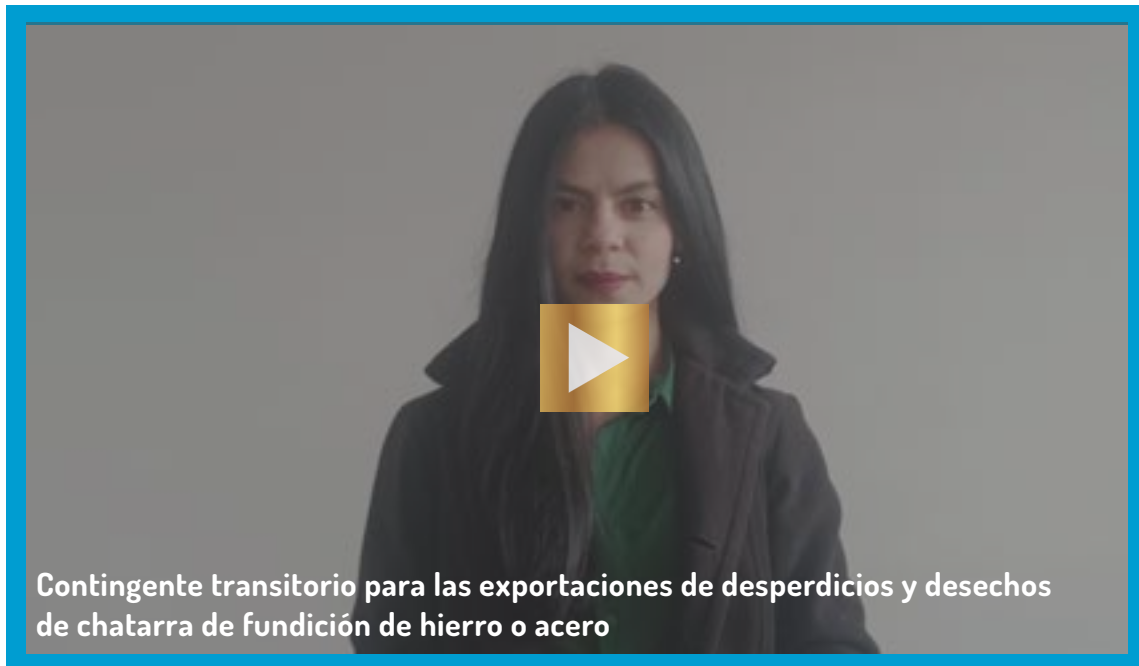 Contingente transitorio para las exportaciones de desperdicios y desechos
de chatarra de fundición de hierro o acero